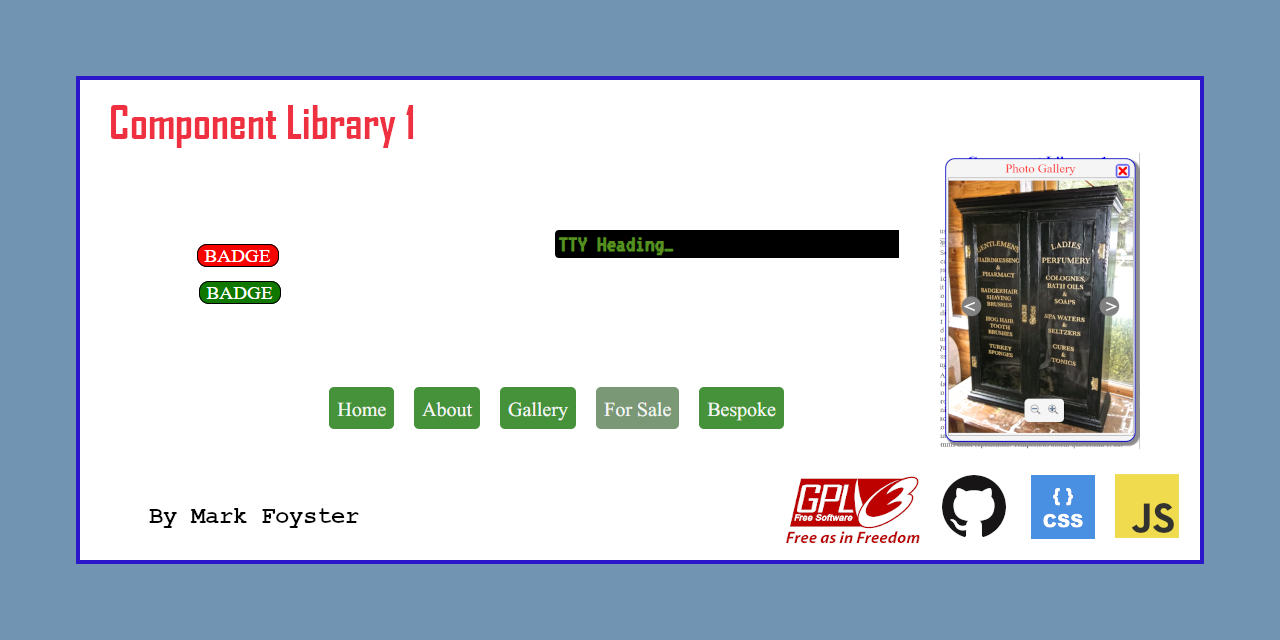 Component Library 1
Photo Gallery
BADGE
BADGE
TTY Heading_
GENTLEMENS
HAIRDRESSING
&
PHARMACY
BADGERHAIR
SHAVING
BRUSHES
HOG HAIR
TOOTH
BRUSHES
TURKEY
SPONGES
LADIES
PERFUMERY
COLOGNES,
BATH OILS
&
SOAPS
SPA WATERS
&
SELTZERS
CURES
&
TONICS
<
>
Home
About
Gallery
For Sale
Bespoke
By Mark Foyster
GPLv3
Free Software
Free as in Freedom
{ }
CSS
JS